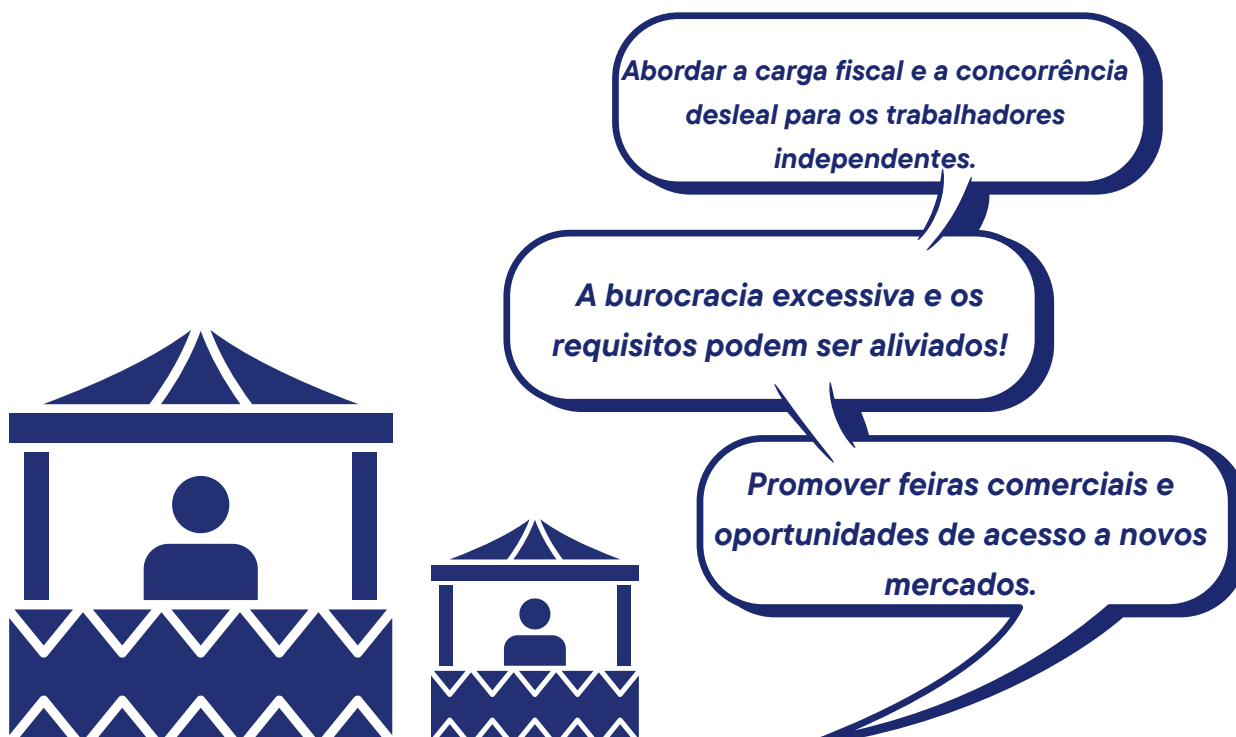 Abordar a carga fiscal e a concorrência
desleal para os trabalhadores
independentes.
A burocracia excessiva e os
requisitos podem ser aliviados!
Promover feiras comerciais e
oportunidades de acesso a novos
mercados.